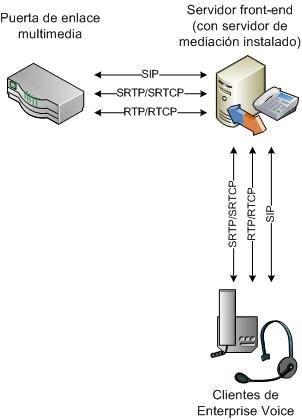 Puerta de enlace
multimedia
Servidor front-end
(con servidor de
mediación instalado)
SIP
SRTP/SRTCP
RTP/RTCP
SRTP/SRTCP
RTP/RTCP
SIP
Clientes de
Enterprise Voice